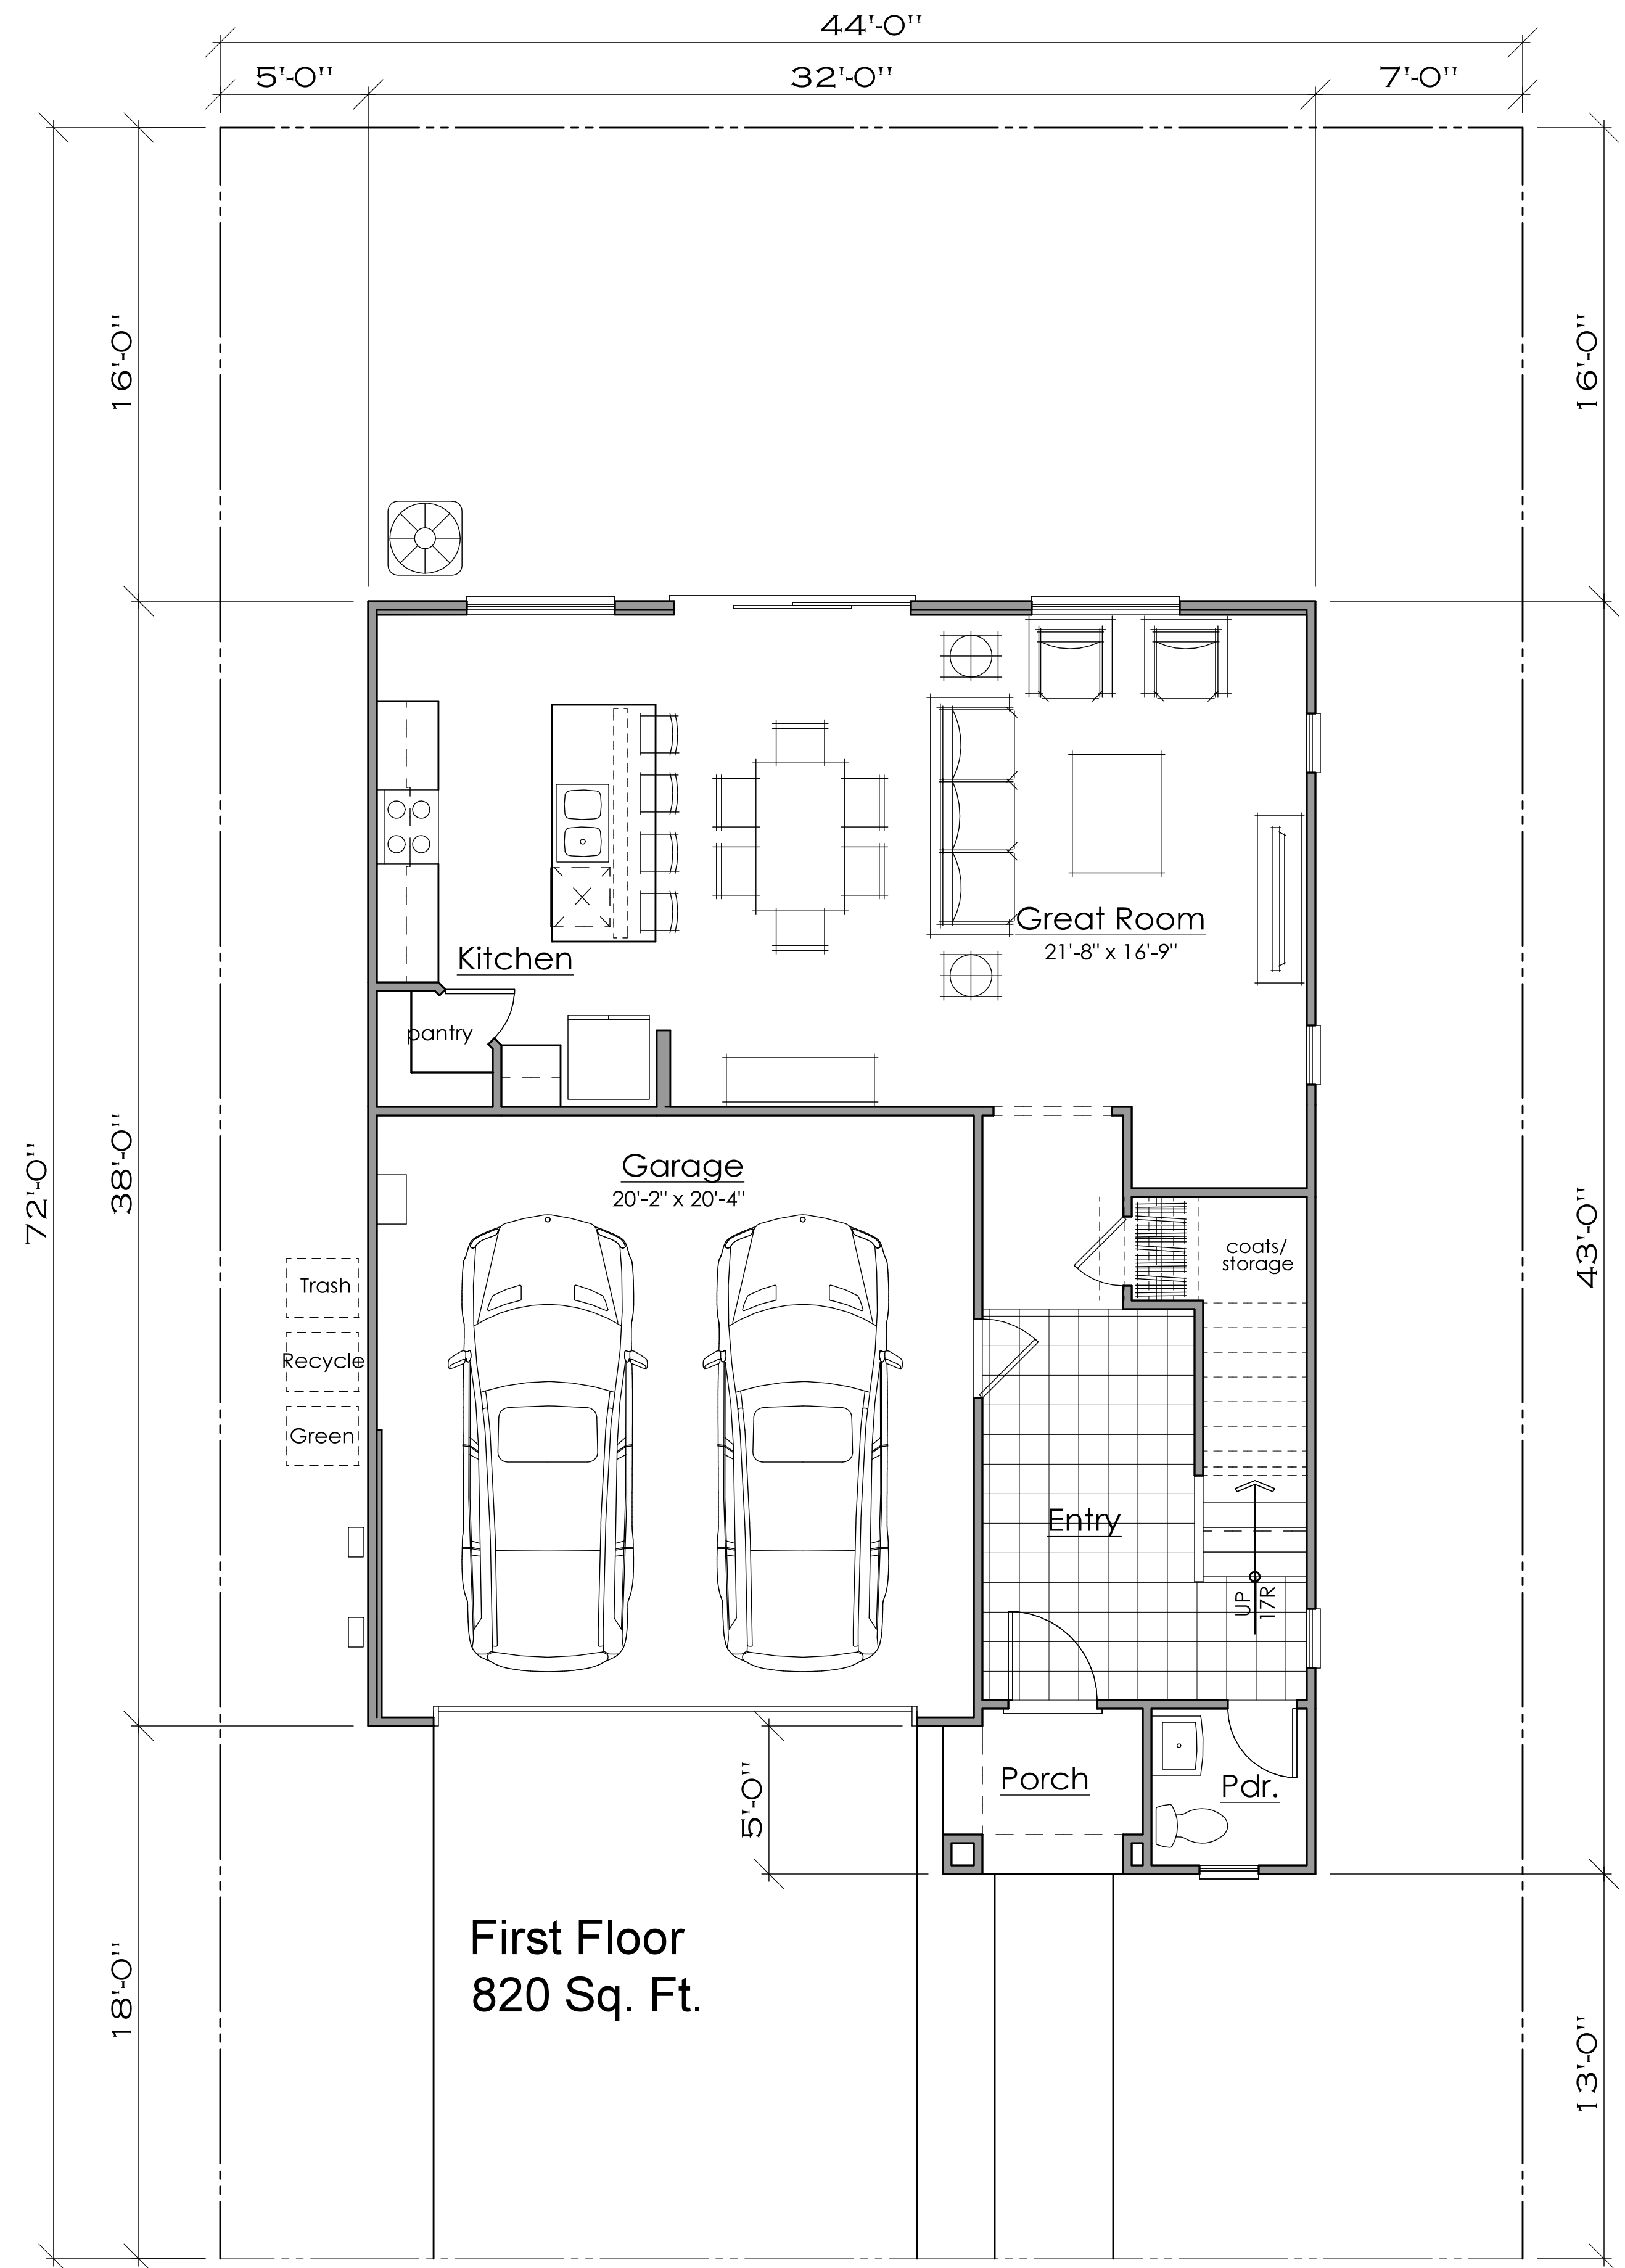 44'-0"
5'-0"
32'-0"
7'-0"
16'-0"
16'-0"
72'-0"
38'-0"
43'-0"
Great Room
21'-8" x 16'-9"
Kitchen
pantry
Garage
20'-2" x 20'-4"
coats/
storage
Trash
Recycle
Green
Entry
UP
17R
Porch
Pdr.
5'-0"
First Floor
820 Sq. Ft.
18'-0"
13'-0"